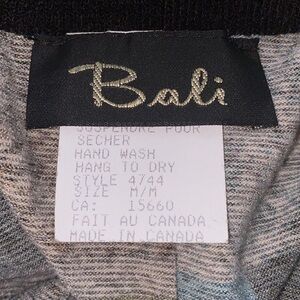 Bali
SUSPENDRE POUR
SECHER
HAND WASH
HANG TO DRY
STYLE 4744
SIZE M/M
CA: 15660
FAIT AU CANADA
MADE IN CANADA